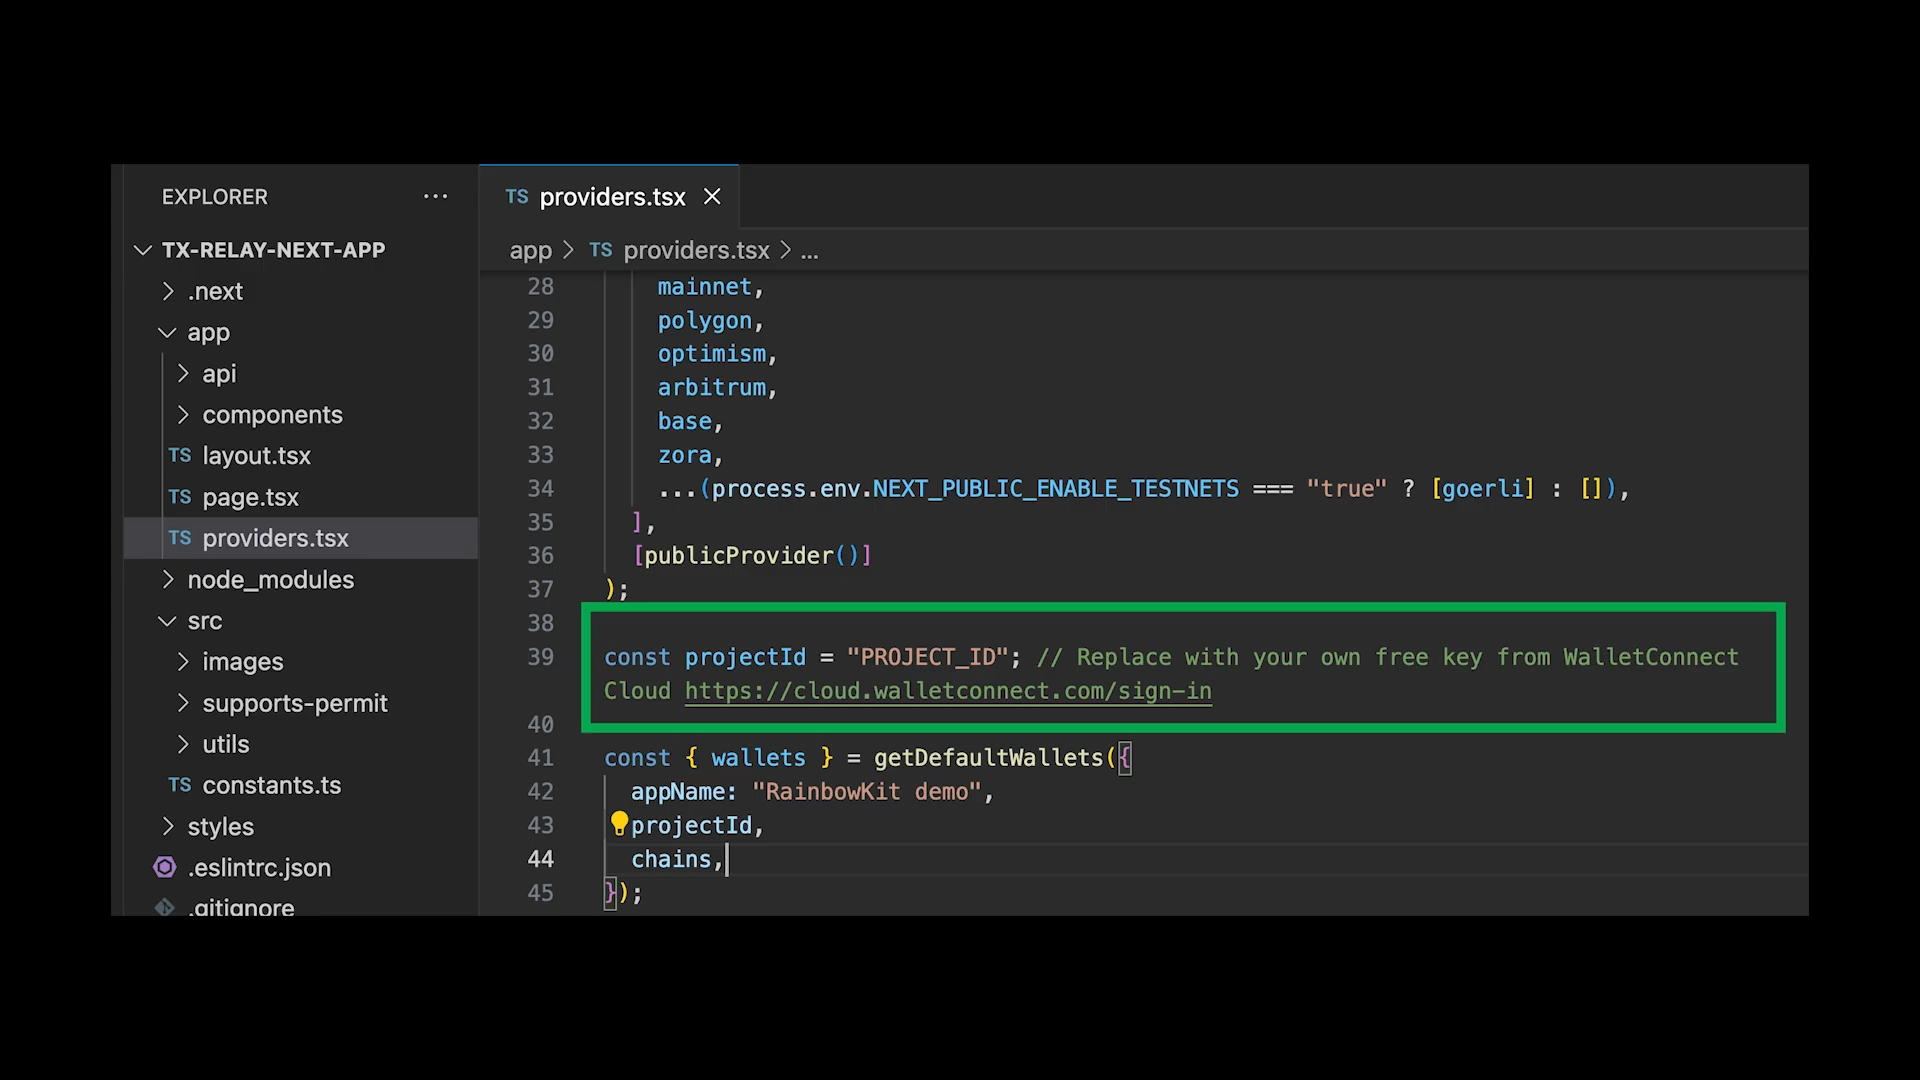 EXPLORER ...
TX-RELAY-NEXT-APP
.next
app
api
components
TS layout.tsx
TS page.tsx
TS providers.tsx
node_modules
src
images
supports-permit
utils
TS constants.ts
styles
.eslintrc.json
.gitignore
TS providers.tsx
app > TS providers.tsx > ...
28 mainnet,
29 polygon,
30 optimism,
31 arbitrum,
32 base,
33 zora,
34 ...(process.env.NEXT_PUBLIC_ENABLE_TESTNETS === "true" ? [goerli] : []),
35 ],
36 [publicProvider()]
37 );
38
39 const projectId = "PROJECT_ID"; // Replace with your own free key from WalletConnect
Cloud https://cloud.walletconnect.com/sign-in
40
41 const { wallets } = getDefaultWallets({
42 appName: "RainbowKit demo",
43 projectId,
44 chains,
45 });